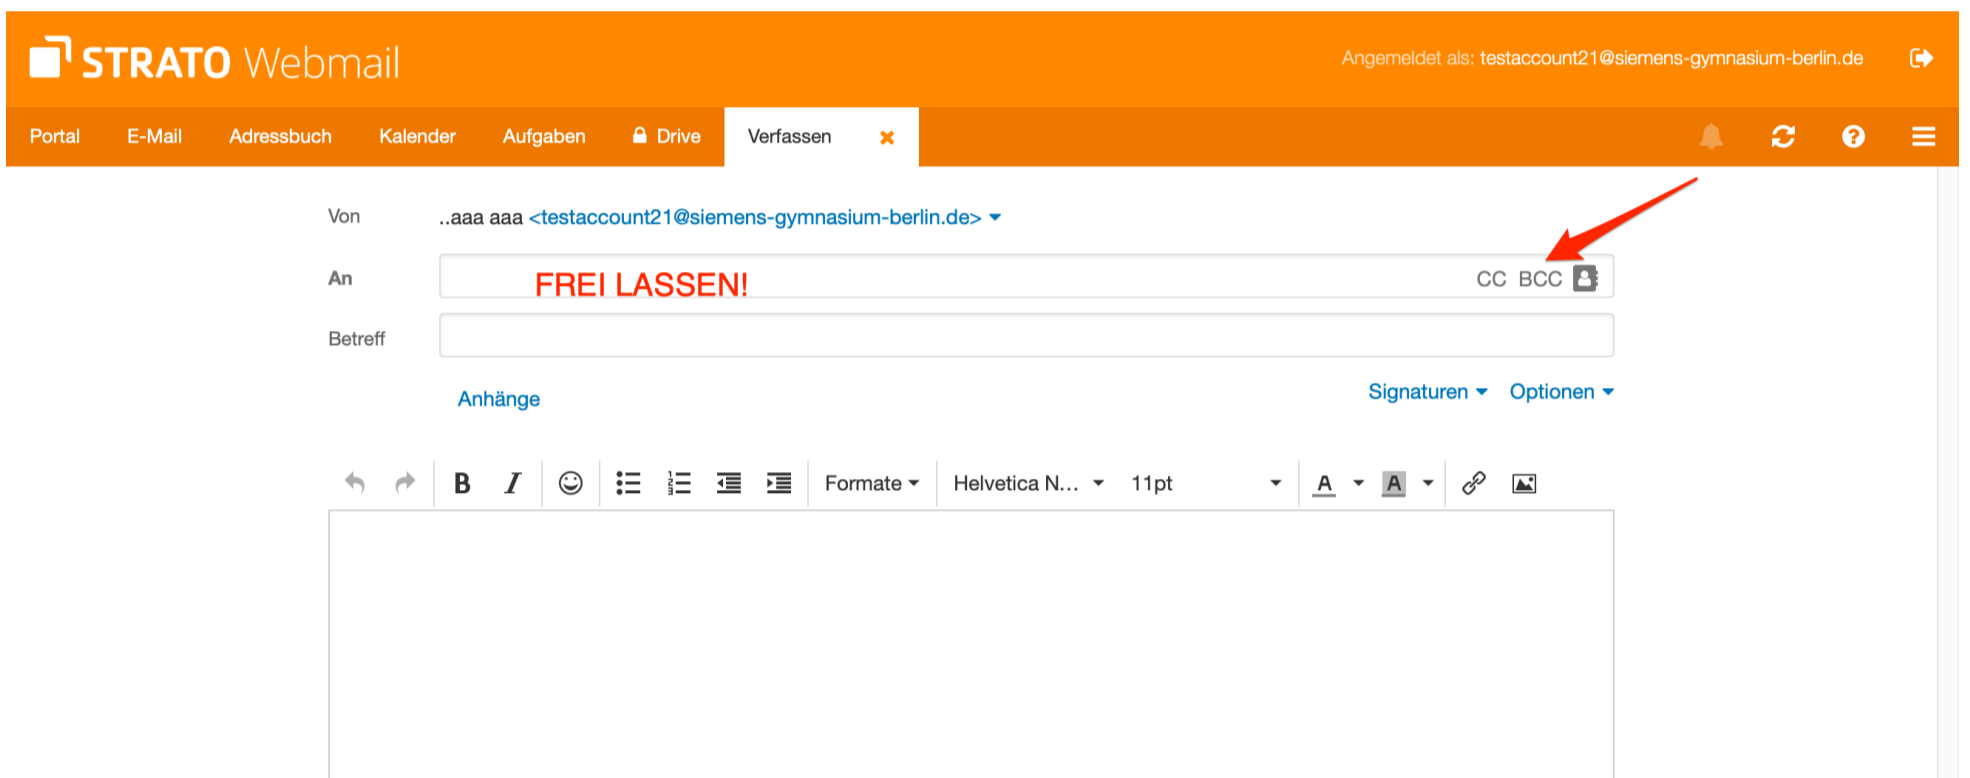 STRATO Webmail
Angemeldet als: testaccount21@siemens-gymnasium-berlin.de
Portal E-Mail Adressbuch Kalender Aufgaben Drive Verfassen
Von ..aaa aaa <testaccount21@siemens-gymnasium-berlin.de>
An FREI LASSEN! CC BCC
Betreff
Anhänge Signaturen Optionen
B I Formate Helvetica N... 11pt A A